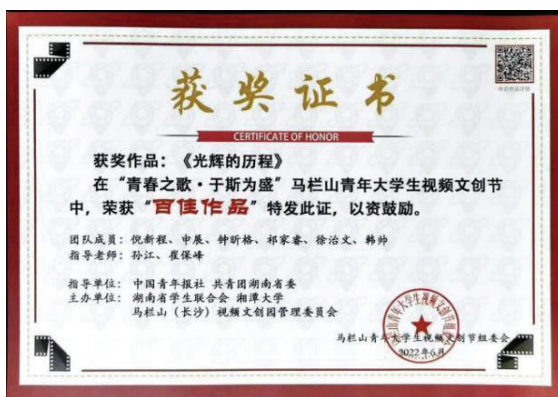 获奖证书
CERTIFICATE OF HONOR
获奖作品：《光辉的历程》
在“青春之歌·于斯为盛”马栏山青年大学生视频文创节
中，荣获“百佳作品”特发此证，以资鼓励。
团队成员：倪新程、申展、钟昕格、祁家睿、徐治文、韩帅
指导老师：孙江、崔保峰
指导单位：中国青年报社 共青团湖南省委
主办单位：湖南省学生联合会 湘潭大学
马栏山（长沙）视频文创园管理委员会
马栏山青年大学生视频文创节组委会
2022年6月